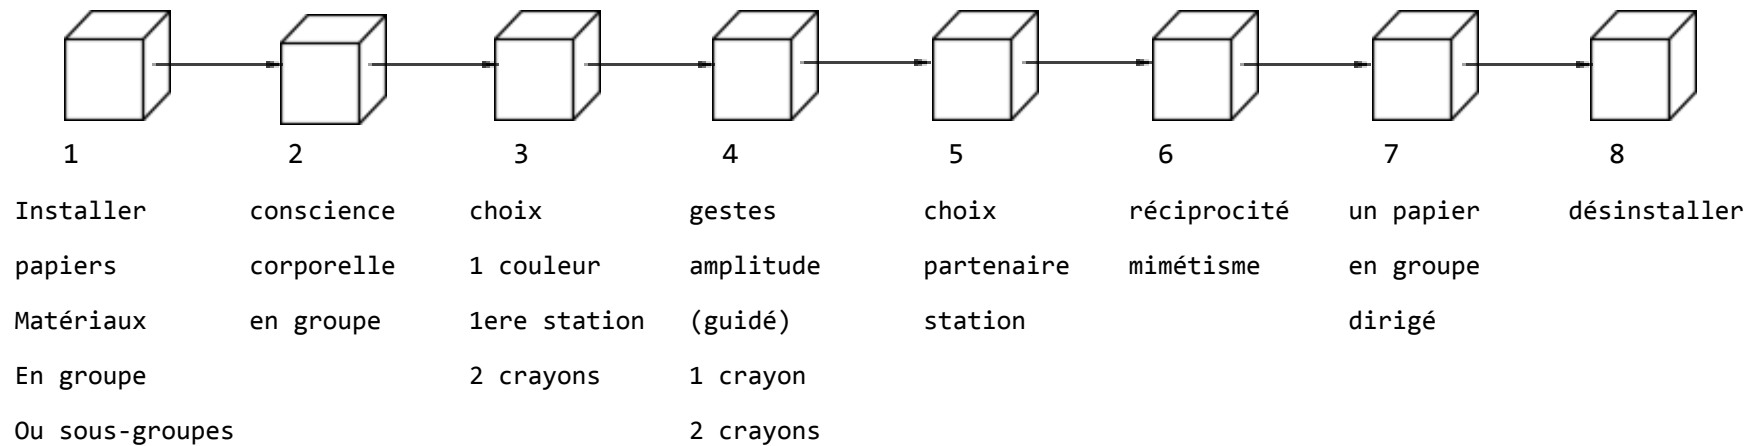 1 2 3 4 5 6 7 8
Installer conscience choix gestes choix réciprocité un papier désinstaller
papiers corporelle 1 couleur amplitude partenaire mimétisme en groupe
Matériaux en groupe 1ere station (guidé) station dirigé
En groupe 2 crayons 1 crayon
Ou sous-groupes 2 crayons